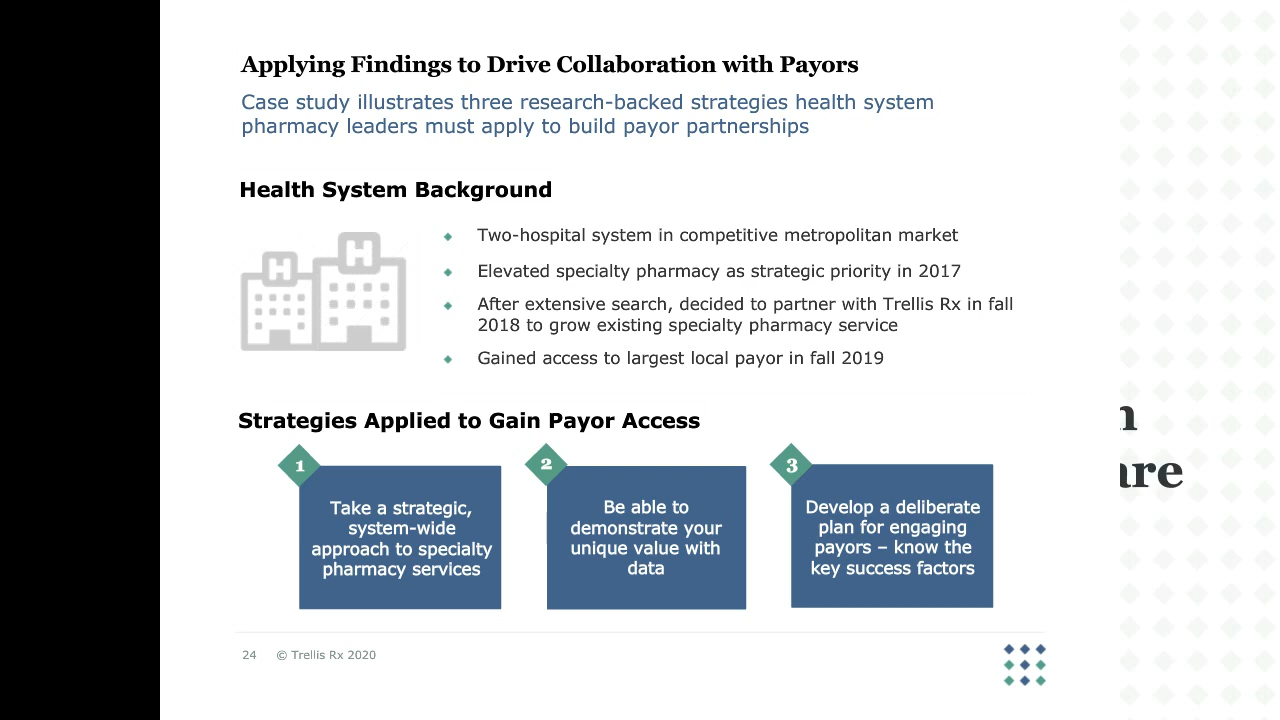 Applying Findings to Drive Collaboration with Payors
Case study illustrates three research-backed strategies health system
pharmacy leaders must apply to build payor partnerships
Health System Background
H
H
Two-hospital system in competitive metropolitan market
Elevated specialty pharmacy as strategic priority in 2017
After extensive search, decided to partner with Trellis Rx in fall
2018 to grow existing specialty pharmacy service
Gained access to largest local payor in fall 2019
Strategies Applied to Gain Payor Access
1
Take a strategic,
system-wide
approach to specialty
pharmacy services
2
Be able to
demonstrate your
unique value with
data
3
Develop a deliberate
plan for engaging
payors – know the
key success factors
24 © Trellis Rx 2020